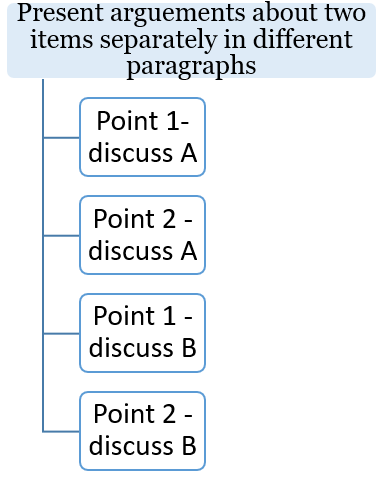 Present arguements about two
items separately in different
paragraphs
Point 1-
discuss A
Point 2 -
discuss A
Point 1 -
discuss B
Point 2 -
discuss B